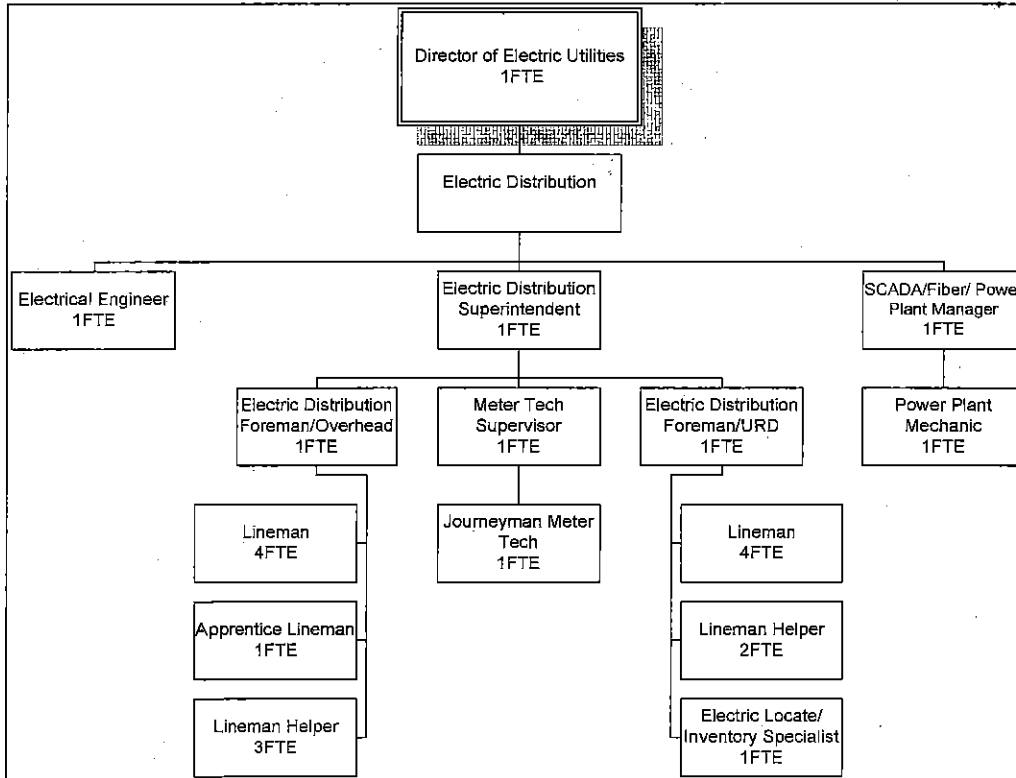 Director of Electric Utilities
1FTE
Electric Distribution
Electrical Engineer
1FTE
Electric Distribution
Superintendent
1FTE
SCADA/Fiber/ Power
Plant Manager
1FTE
Electric Distribution
Foreman/Overhead
1FTE
Meter Tech
Supervisor
1FTE
Electric Distribution
Foreman/URD
1FTE
Power Plant
Mechanic
1FTE
Lineman
4FTE
Journeyman Meter
Tech
1FTE
Lineman
4FTE
Apprentice Lineman
1FTE
Lineman Helper
2FTE
Lineman Helper
3FTE
Electric Locate/
Inventory Specialist
1FTE